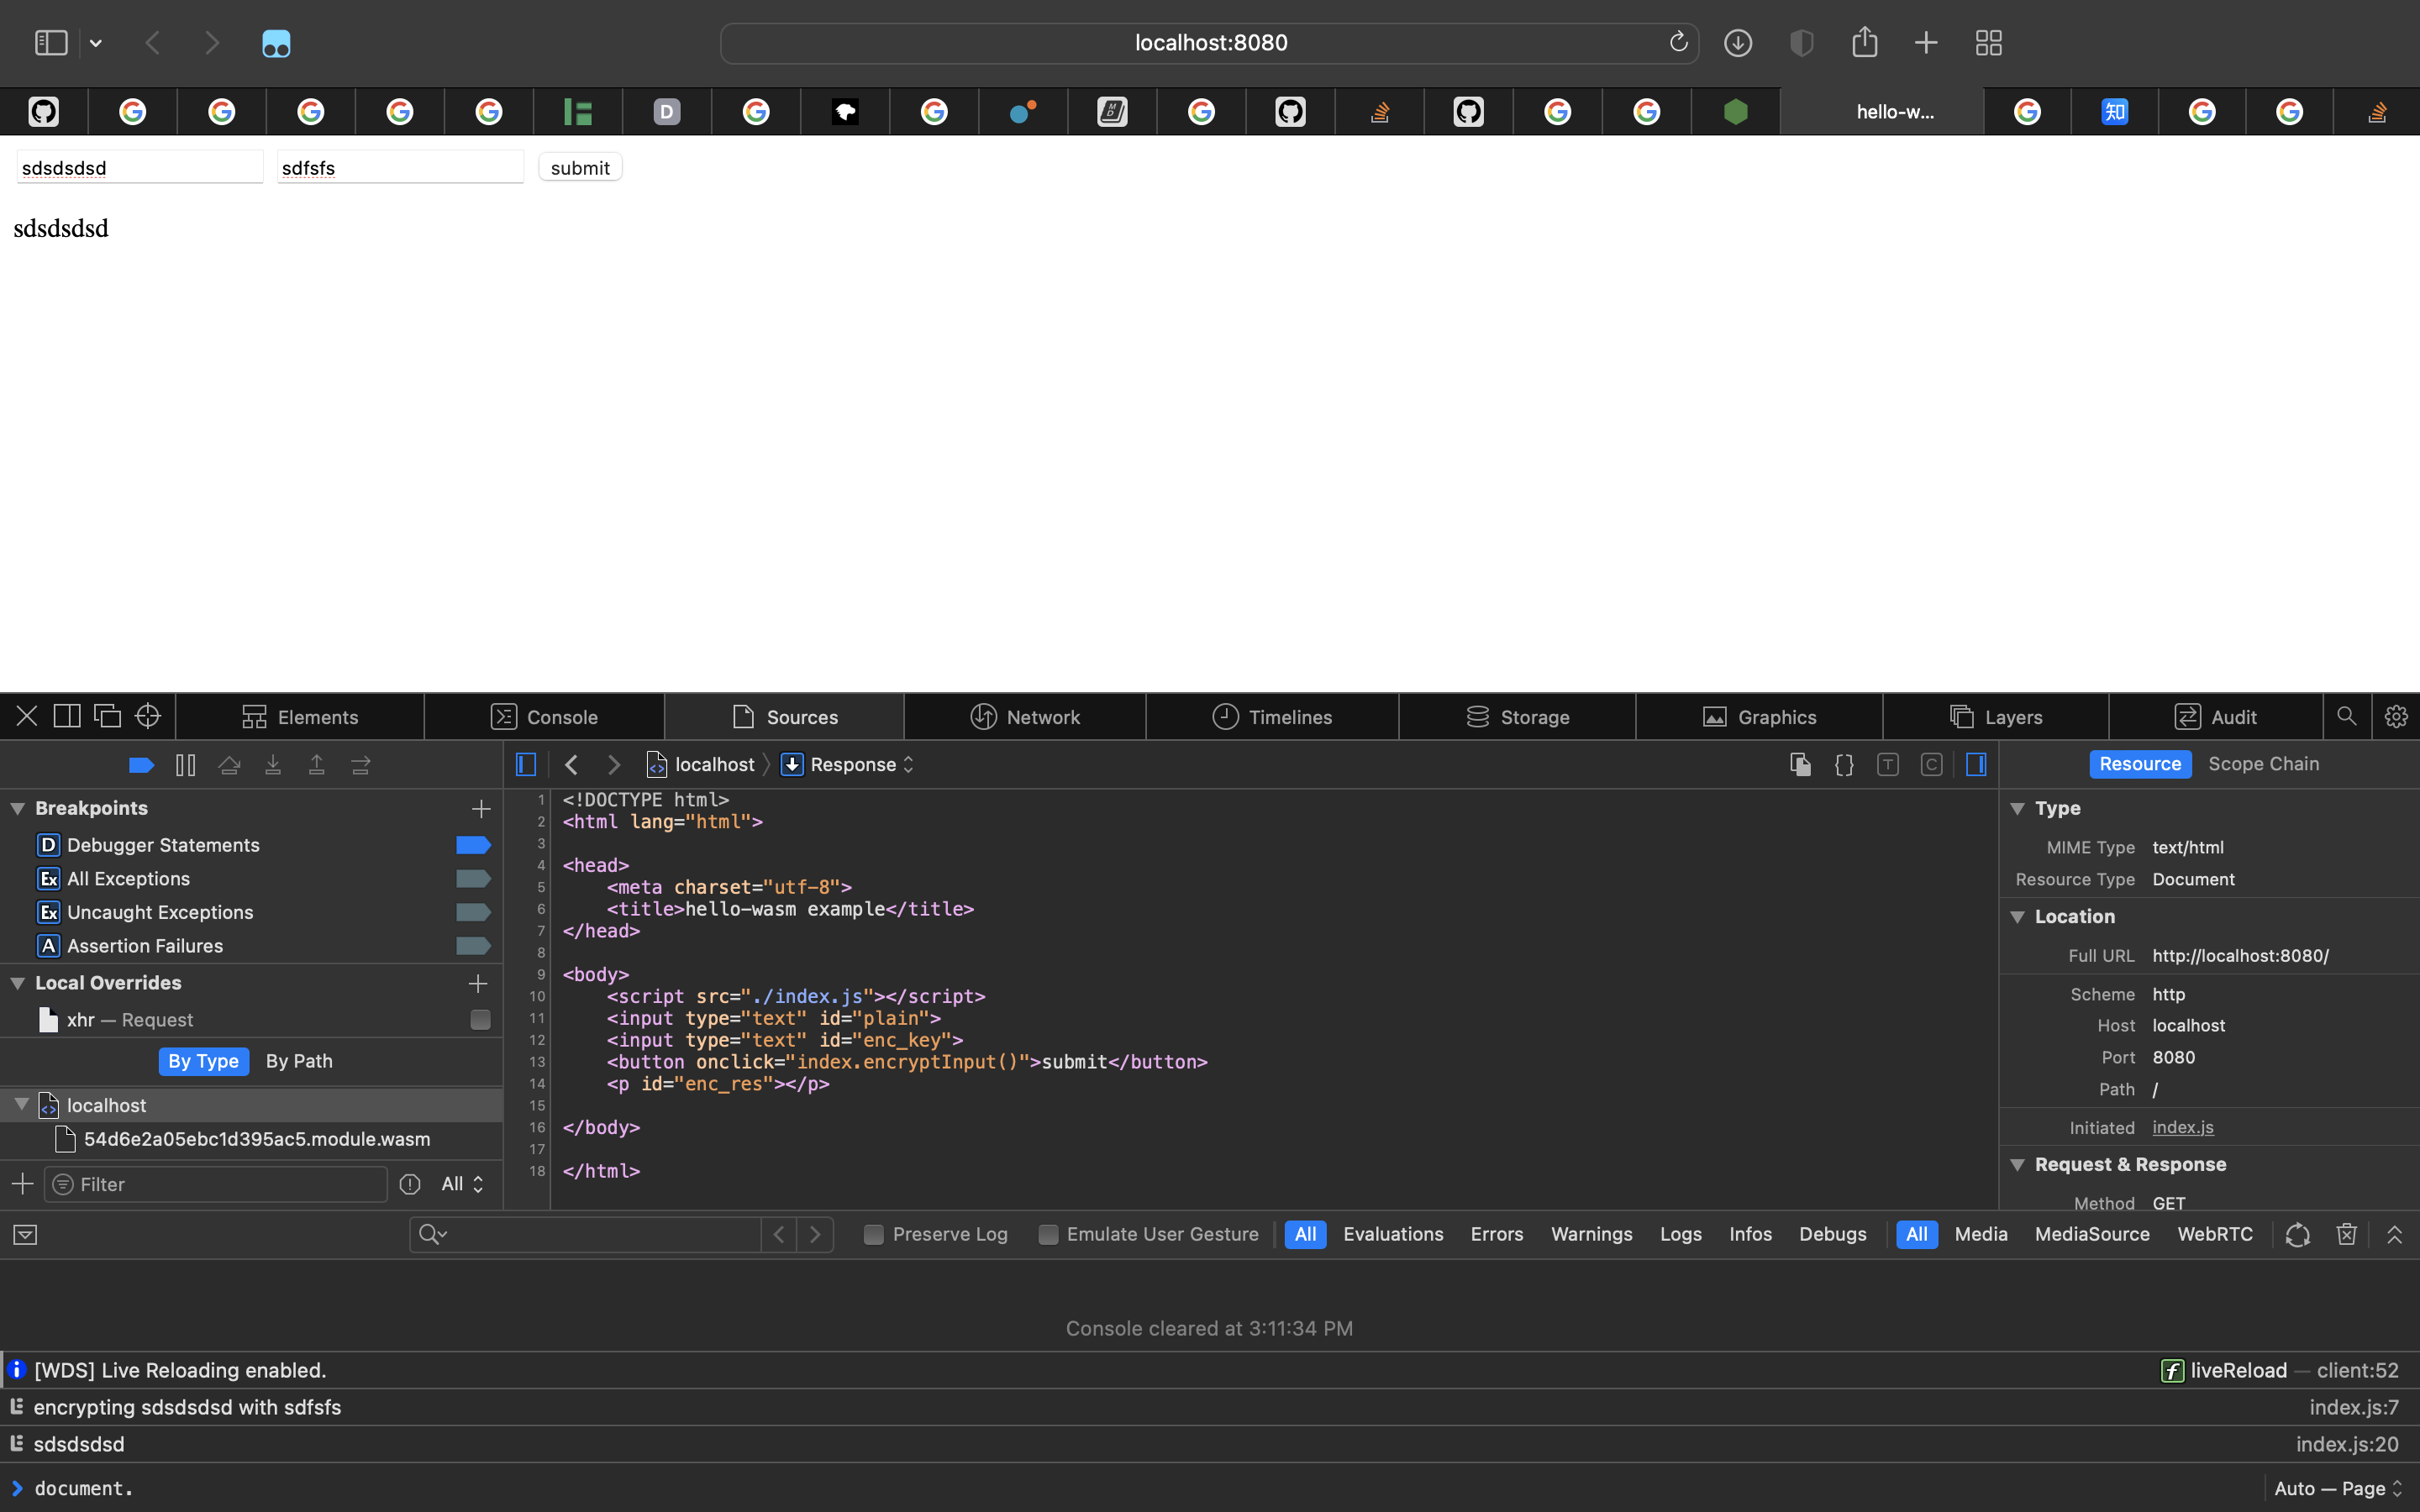 localhost:8080
D
M
D
hello-w...
知
sdsdsdsd
sdfsfs
submit
sdsdsdsd
Elements
Console
Sources
Network
Timelines
Storage
Graphics
Layers
Audit
localhost
Response
T
C
Resource
Scope Chain
Breakpoints
D Debugger Statements
Ex All Exceptions
Ex Uncaught Exceptions
A Assertion Failures
Local Overrides
xhr — Request
By Type
By Path
localhost
54d6e2a05ebc1d395ac5.module.wasm
Filter
All
1 <!DOCTYPE html>
2 <html lang="html">
3
4 <head>
5     <meta charset="utf-8">
6     <title>hello-wasm example</title>
7 </head>
8
9 <body>
10     <script src="./index.js"></script>
11     <input type="text" id="plain">
12     <input type="text" id="enc_key">
13     <button onclick="index.encryptInput()">submit</button>
14     <p id="enc_res"></p>
15
16 </body>
17
18 </html>
Type
MIME Type text/html
Resource Type Document
Location
Full URL http://localhost:8080/
Scheme http
Host localhost
Port 8080
Path /
Initiated index.js
Request & Response
Method GET
Preserve Log
Emulate User Gesture
All
Evaluations
Errors
Warnings
Logs
Infos
Debugs
All
Media
MediaSource
WebRTC
Console cleared at 3:11:34 PM
[WDS] Live Reloading enabled.
f liveReload — client:52
encrypting sdsdsdsd with sdfsfs
index.js:7
sdsdsdsd
index.js:20
document.
Auto — Page